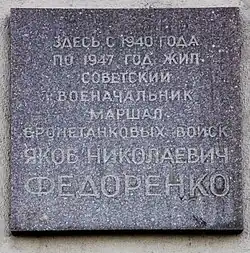 ЗДЕСЬ С 1940 ГОДА
ПО 1947 ГОД ЖИЛ
СОВЕТСКИЙ
ВОЕНАЧАЛЬНИК
МАРШАЛ
БРОНЕТАНКОВЫХ ВОЙСК
ЯКОВ НИКОЛАЕВИЧ
ФЕДОРЕНКО